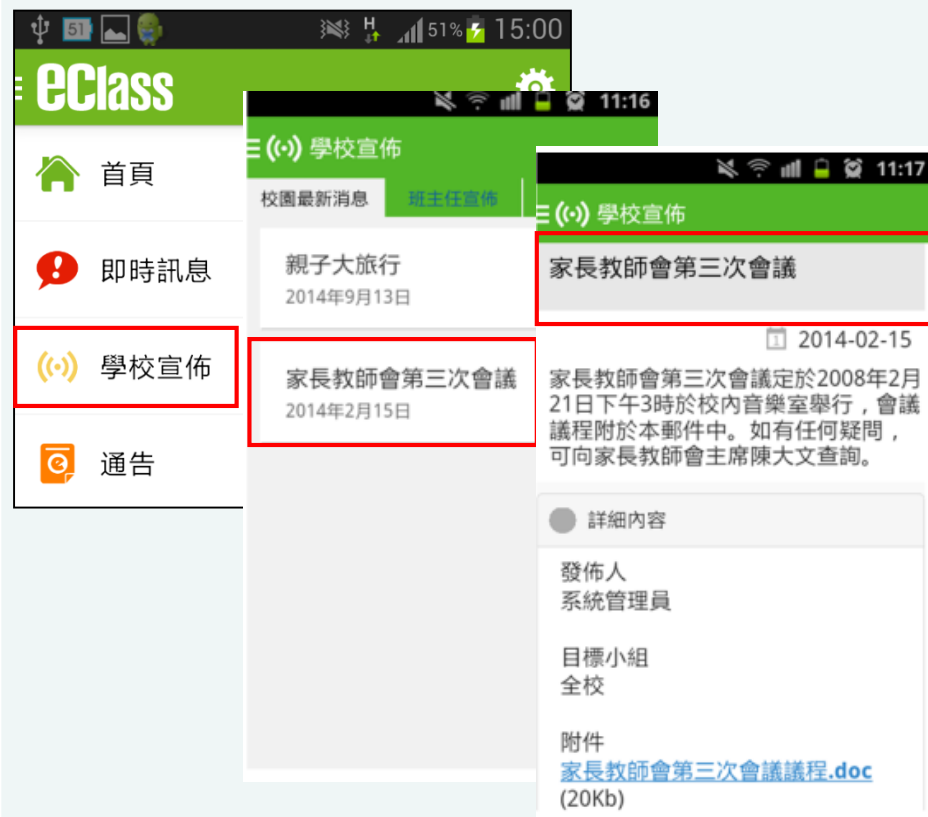 51
51%
15:00
eClass
首頁
即時訊息
學校宣佈
通告
11:16
學校宣佈
校園最新消息
班主任宣佈
親子大旅行
2014年9月13日
家長教師會第三次會議
2014年2月15日
11:17
學校宣佈
家長教師會第三次會議
2014-02-15
家長教師會第三次會議定於2008年2月
21日下午3時於校內音樂室舉行，會議
議程附於本郵件中。如有任何疑問，
可向家長教師會主席陳大文查詢。
詳細內容
發佈人
系統管理員
目標小組
全校
附件
家長教師會第三次會議議程.doc
(20Kb)